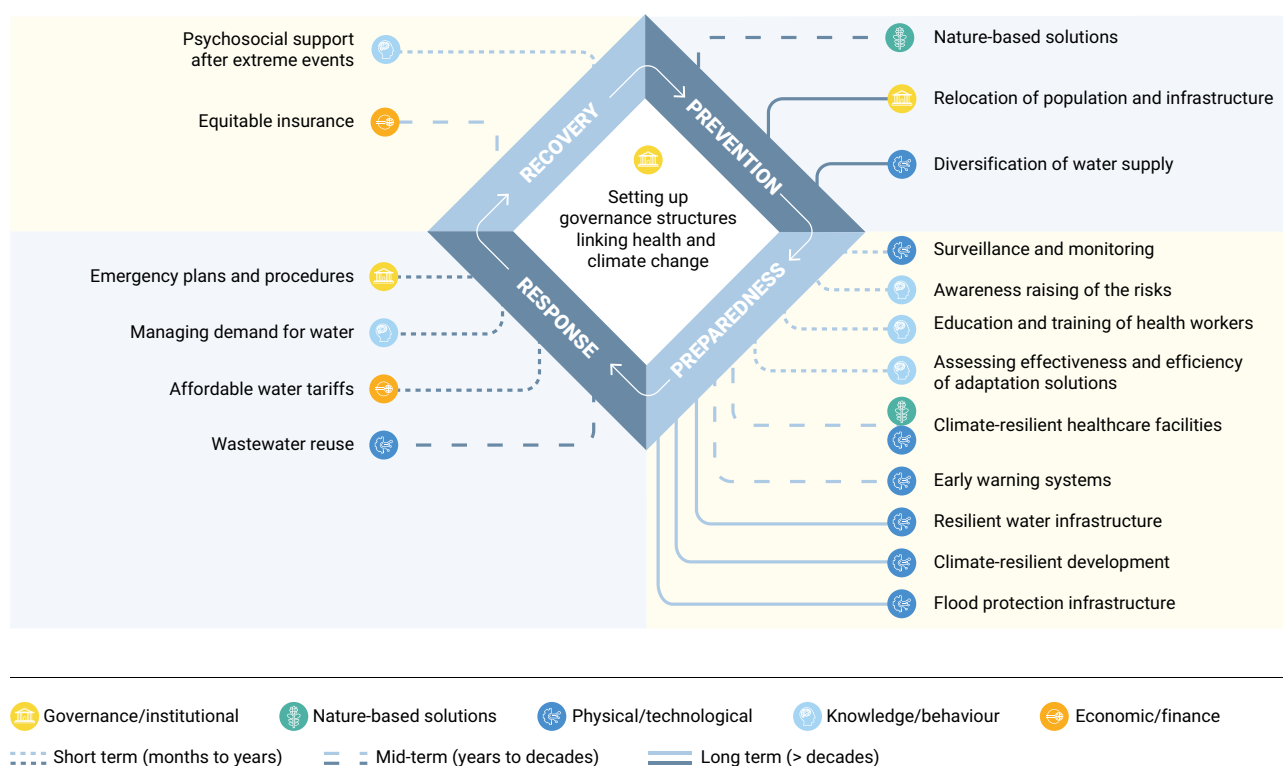 Psychosocial support
after extreme events
Equitable insurance
Nature-based solutions
Relocation of population and infrastructure
Diversification of water supply
RECOVERY
PREVENTION
Setting up
governance structures
linking health and
climate change
RESPONSE
PREPAREDNESS
Emergency plans and procedures
Managing demand for water
Affordable water tariffs
Wastewater reuse
Surveillance and monitoring
Awareness raising of the risks
Education and training of health workers
Assessing effectiveness and efficiency
of adaptation solutions
Climate-resilient healthcare facilities
Early warning systems
Resilient water infrastructure
Climate-resilient development
Flood protection infrastructure
Governance/institutional
Nature-based solutions
Physical/technological
Knowledge/behaviour
Economic/finance
Short term (months to years)
Mid-term (years to decades)
Long term (> decades)